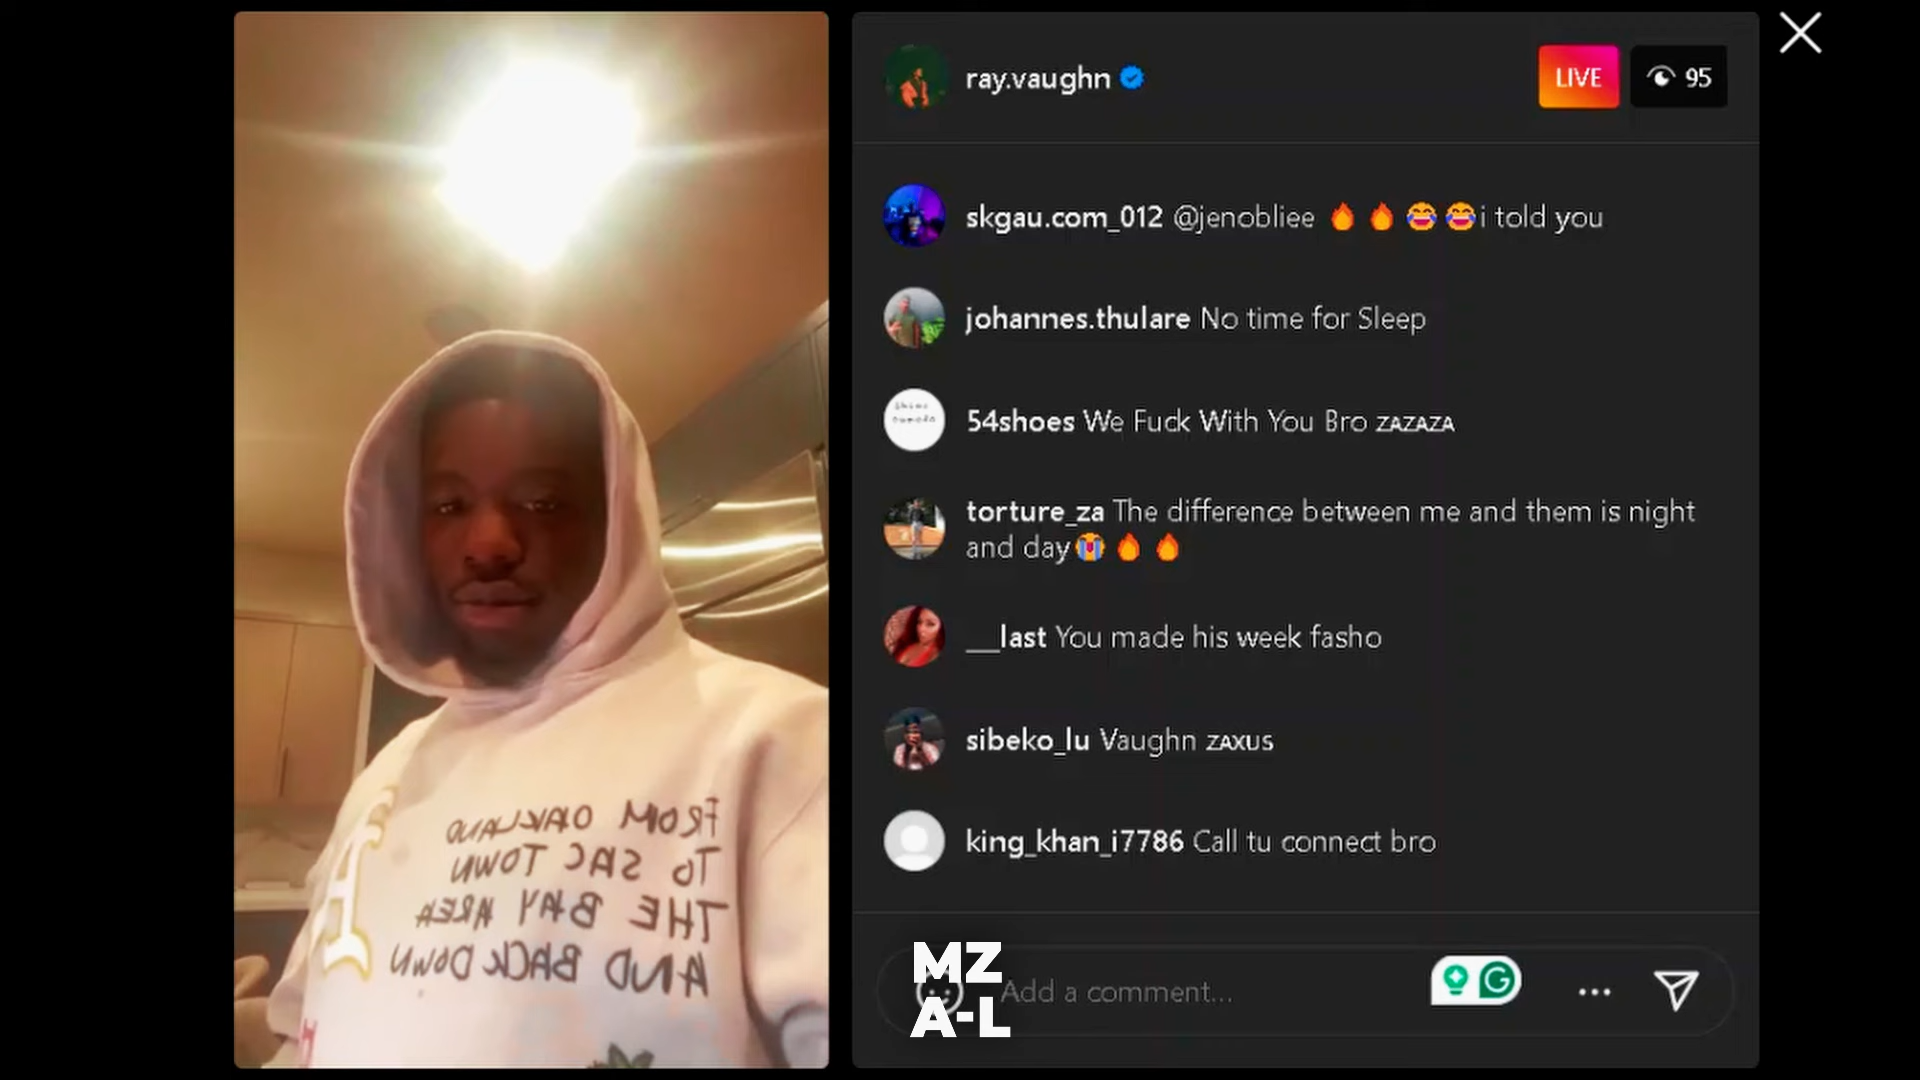 ray.vaughn
LIVE
95
skgau.com_012 @jenobliee 🔥 🔥 😂 😂 i told you
johannes.thulare No time for Sleep
54shoes We Fuck With You Bro ᴢᴀᴢᴀᴢᴀ
torture_za The difference between me and them is night
and day 😭 🔥 🔥
__last You made his week fasho
sibeko_lu Vaughn ᴢᴀxᴜs
king_khan_i7786 Call tu connect bro
Add a comment...
MZ
A-L
A
FROM OAKLAND
TO SAC TOWN
THE BAY AREA
AND BACK DOWN